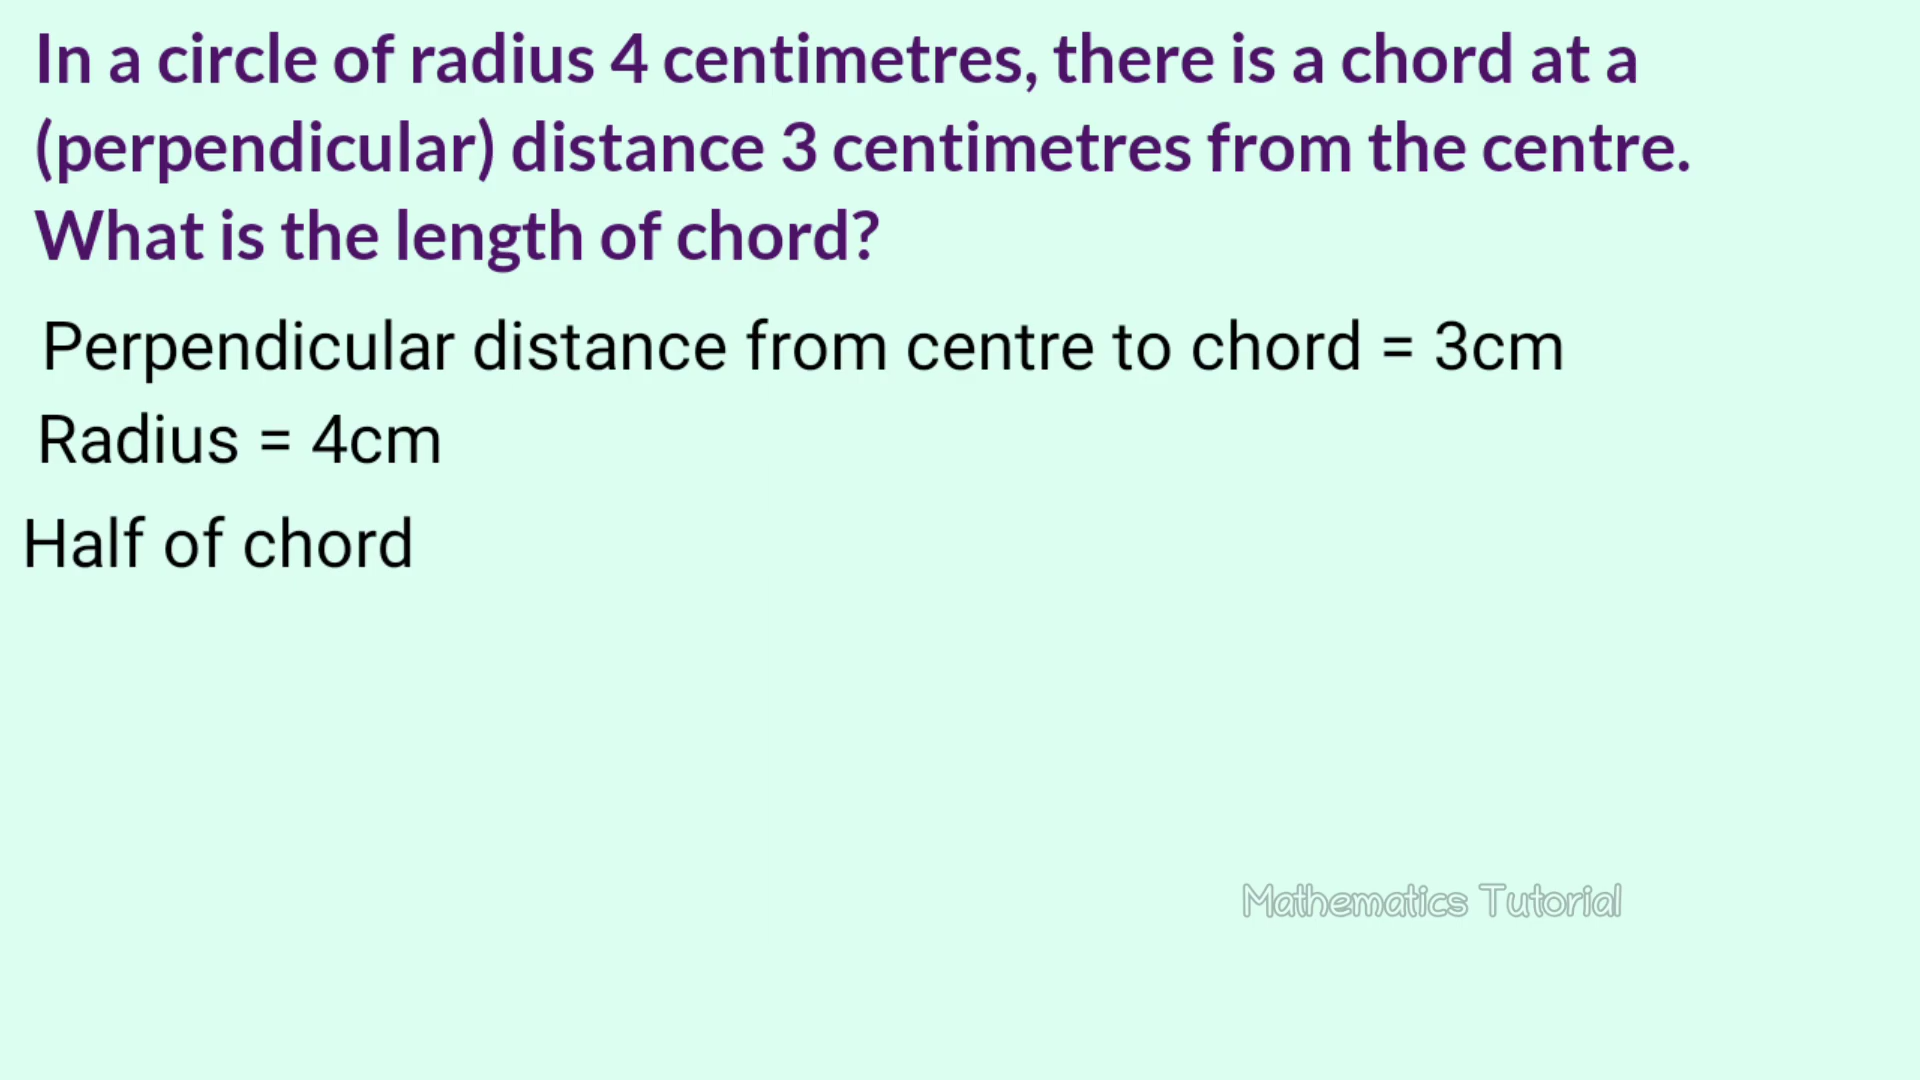 In a circle of radius 4 centimetres, there is a chord at a
(perpendicular) distance 3 centimetres from the centre.
What is the length of chord?
Perpendicular distance from centre to chord = 3cm
Radius = 4cm
Half of chord
Mathematics Tutorial